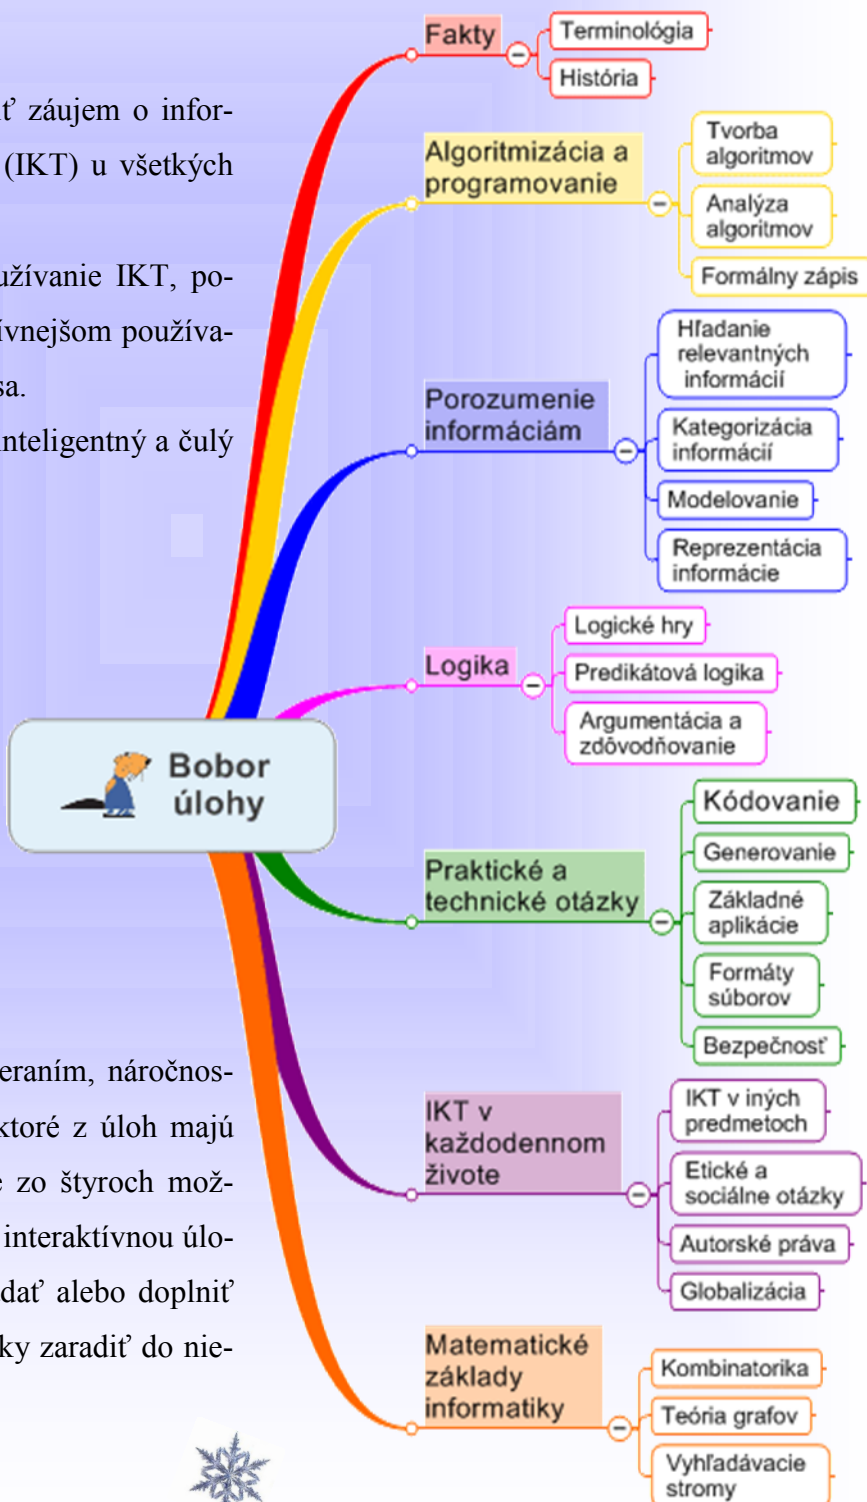 iť záujem o infor-
(IKT) u všetkých
užívanie IKT, po-
ívnejšom používa-
sa.
inteligentný a čulý
Bobor
úlohy
eraním, náročnos-
ktoré z úloh majú
e zo štyroch mož-
interaktívnou úlo-
dať alebo doplniť
ky zaradiť do nie-
Fakty
Terminológia
História
Algoritmizácia a
programovanie
Tvorba
algoritmov
Analýza
algoritmov
Formálny zápis
Porozumenie
informáciám
Hľadanie
relevantných
informácií
Kategorizácia
informácií
Modelovanie
Reprezentácia
informácie
Logika
Logické hry
Predikátová logika
Argumentácia a
zdôvodňovanie
Praktické a
technické otázky
Kódovanie
Generovanie
Základné
aplikácie
Formáty
súborov
Bezpečnosť
IKT v
každodennom
živote
IKT v iných
predmetoch
Etické a
sociálne otázky
Autorské práva
Globalizácia
Matematické
základy
informatiky
Kombinatorika
Teória grafov
Vyhľadávacie
stromy